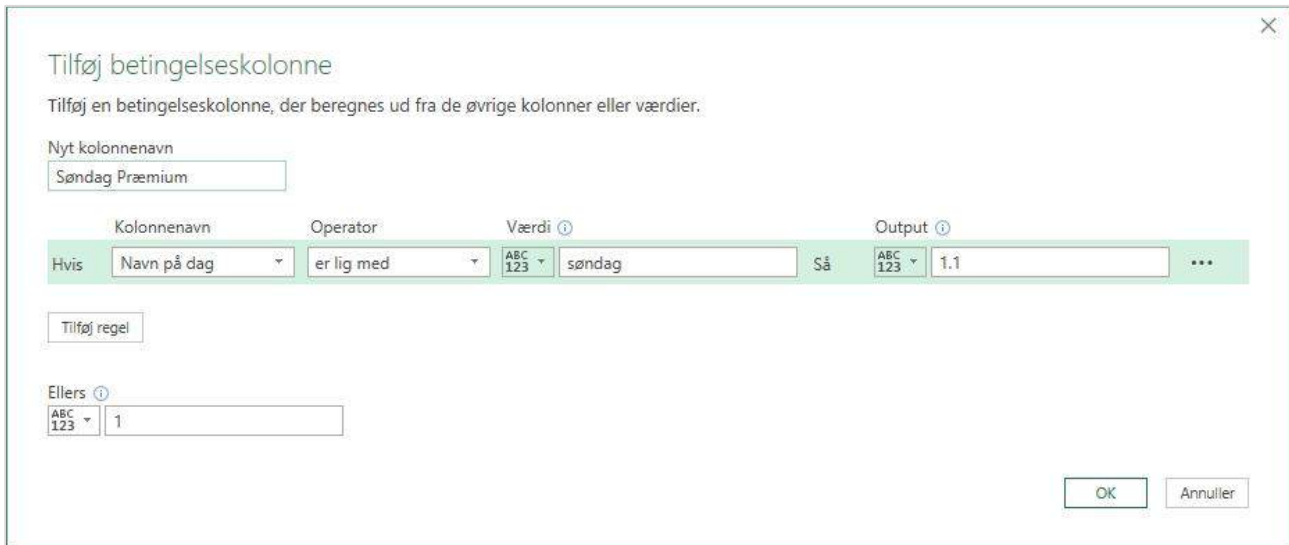 Tilføj betingelseskolonne
Tilføj en betingelseskolonne, der beregnes ud fra de øvrige kolonner eller værdier.
Nyt kolonnenavn
Søndag Præmium
Kolonnenavn Operator Værdi Output
Hvis Navn på dag er lig med ABC 123 søndag Så ABC 123 1.1 ...
Tilføj regel
Ellers
ABC 123 1
OK Annuller